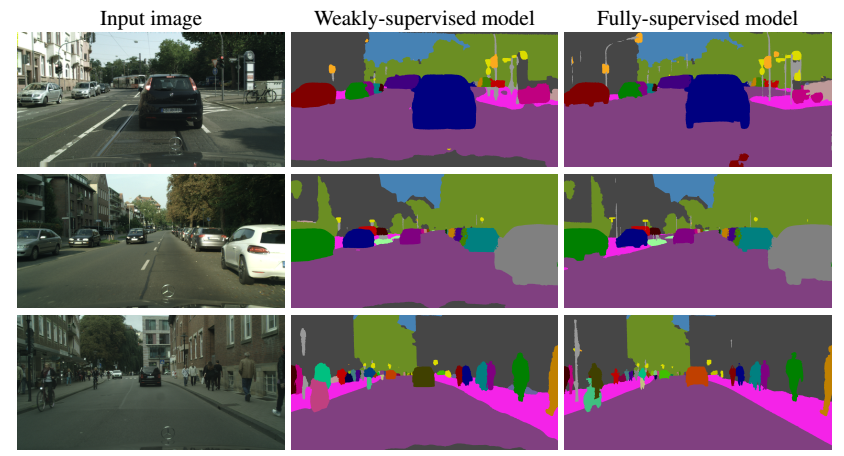 Input image
Weakly-supervised model
Fully-supervised model